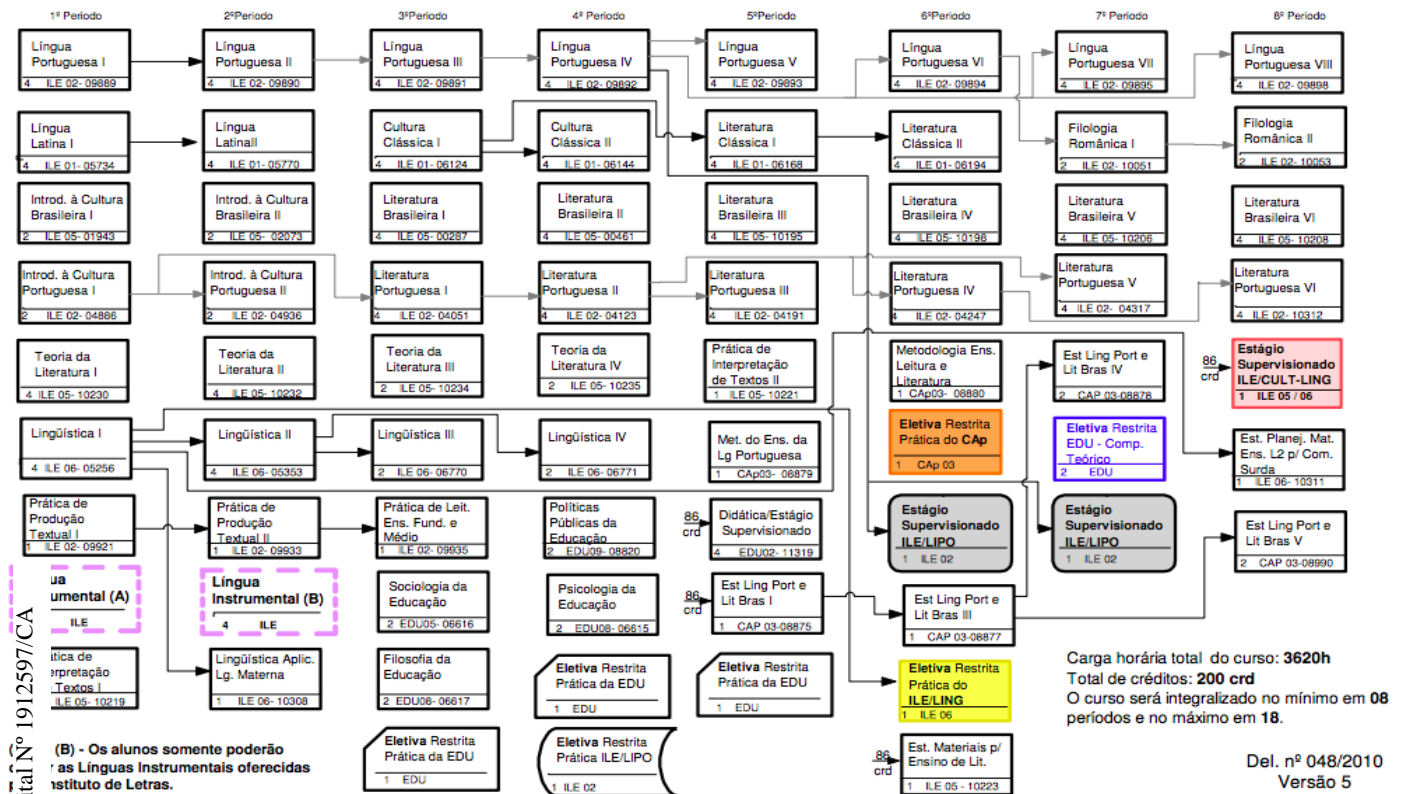 1º Periodo
2ºPeriodo
3ºPeriodo
4º Periodo
5ºPeriodo
6ºPeriodo
7º Periodo
8º Periodo
Língua
Portuguesa I
4 ILE 02- 09889
Língua
Portuguesa II
4 ILE 02- 09890
Língua
Portuguesa III
4 ILE 02- 09891
Língua
Portuguesa IV
4 ILE 02- 09892
Língua
Portuguesa V
4 ILE 02- 09893
Língua
Portuguesa VI
4 ILE 02- 09894
Língua
Portuguesa VII
4 ILE 02- 09895
Língua
Portuguesa VIII
4 ILE 02- 09898
Língua
Latina I
4 ILE 01- 05734
Língua
LatinaII
4 ILE 01- 05770
Cultura
Clássica I
4 ILE 01- 06124
Cultura
Clássica II
4 ILE 01- 06144
Literatura
Clássica I
4 ILE 01- 06168
Literatura
Clássica II
4 ILE 01- 06194
Filologia
Românica I
2 ILE 02- 10051
Filologia
Românica II
2 ILE 02- 10053
Introd. à Cultura
Brasileira I
2 ILE 05- 01943
Introd. à Cultura
Brasileira II
2 ILE 05- 02073
Literatura
Brasileira I
4 ILE 05- 00287
Literatura
Brasileira II
4 ILE 05- 00461
Literatura
Brasileira III
4 ILE 05- 10195
Literatura
Brasileira IV
4 ILE 05- 10198
Literatura
Brasileira V
4 ILE 05- 10206
Literatura
Brasileira VI
4 ILE 05- 10208
Introd. à Cultura
Portuguesa I
2 ILE 02- 04886
Introd. à Cultura
Portuguesa II
2 ILE 02- 04936
Literatura
Portuguesa I
4 ILE 02- 04051
Literatura
Portuguesa II
4 ILE 02- 04123
Literatura
Portuguesa III
4 ILE 02- 04191
Literatura
Portuguesa IV
4 ILE 02- 04247
Literatura
Portuguesa V
4 ILE 02- 04317
Literatura
Portuguesa VI
4 ILE 02- 10312
Teoria da
Literatura I
4 ILE 05- 10230
Teoria da
Literatura II
4 ILE 05- 10232
Teoria da
Literatura III
2 ILE 05- 10234
Teoria da
Literatura IV
2 ILE 05- 10235
Prática de
Interpretação
de Textos II
1 ILE 05- 10221
Metodologia Ens.
Leitura e
Literatura
1 CAp03- 08880
Est Ling Port e
Lit Bras IV
2 CAP 03-08878
86
crd
Estágio
Supervisionado
ILE/CULT-LING
1 ILE 05 / 06
Lingüística I
4 ILE 06-05256
Lingüística II
4 ILE 06-05353
Lingüística III
2 ILE 06-06770
Lingüística IV
2 ILE 06-06771
Met. do Ens. da
Lg Portuguesa
1 CAp03- 06879
Eletiva Restrita
Prática do CAp
1 CAp 03
Eletiva Restrita
EDU - Comp.
Teórico
2 EDU
Est. Planej. Mat.
Ens. L2 p/ Com.
Surda
1 ILE 06- 10311
Prática de
Produção
Textual I
1 ILE 02-09921
Prática de
Produção
Textual II
1 ILE 02-09933
Prática de Leit.
Ens. Fund. e
Médio
1 ILE 02-09935
Políticas
Públicas da
Educação
2 EDU09- 08820
86
crd
Didática/Estágio
Supervisionado
4 EDU02- 11319
Estágio
Supervisionado
ILE/LIPO
1 ILE 02
Estágio
Supervisionado
ILE/LIPO
1 ILE 02
Est Ling Port e
Lit Bras V
2 CAP 03-08990
ua
umental (A)
ILE
Língua
Instrumental (B)
4 ILE
Sociologia da
Educação
2 EDU05- 06616
Psicologia da
Educação
2 EDU08- 06615
86
crd
Est Ling Port e
Lit Bras I
1 CAP 03-08875
Est Ling Port e
Lit Bras III
1 CAP 03-08877
ática de
erpretação
Textos I
ILE 05- 10219
Lingüística Aplic.
Lg. Materna
1 ILE 06- 10308
Filosofia da
Educação
2 EDU08- 06617
Eletiva Restrita
Prática da EDU
1 EDU
Eletiva Restrita
Prática da EDU
1 EDU
Eletiva Restrita
Prática do
ILE/LING
1 ILE 06
Carga horária total do curso: 3620h
Total de créditos: 200 crd
O curso será integralizado no mínimo em 08
períodos e no máximo em 18.
(B) - Os alunos somente poderão
r as Línguas Instrumentais oferecidas
nstituto de Letras.
Eletiva Restrita
Prática da EDU
1 EDU
Eletiva Restrita
Prática ILE/LIPO
1 ILE 02
86
crd
Est. Materiais p/
Ensino de Lit.
1 ILE 05 - 10223
Del. nº 048/2010
Versão 5
ital Nº 1912597/CA